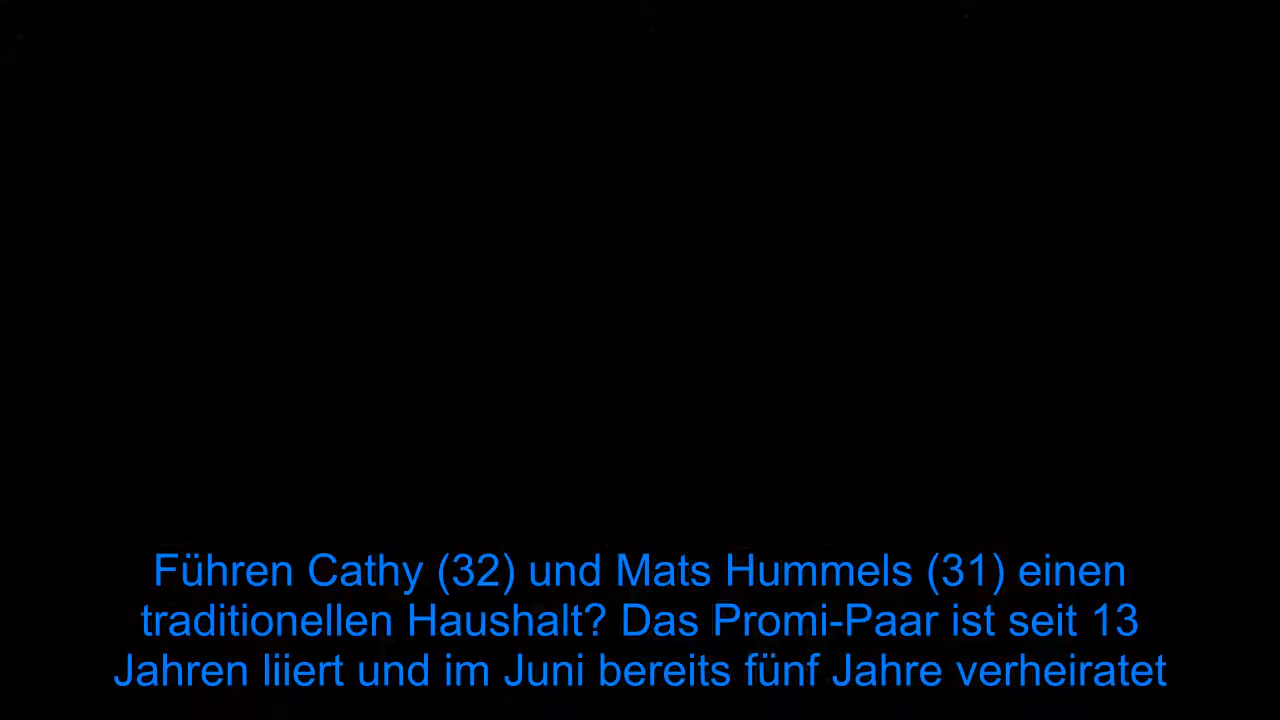 Führen Cathy (32) und Mats Hummels (31) einen
traditionellen Haushalt? Das Promi-Paar ist seit 13
Jahren liiert und im Juni bereits fünf Jahre verheiratet